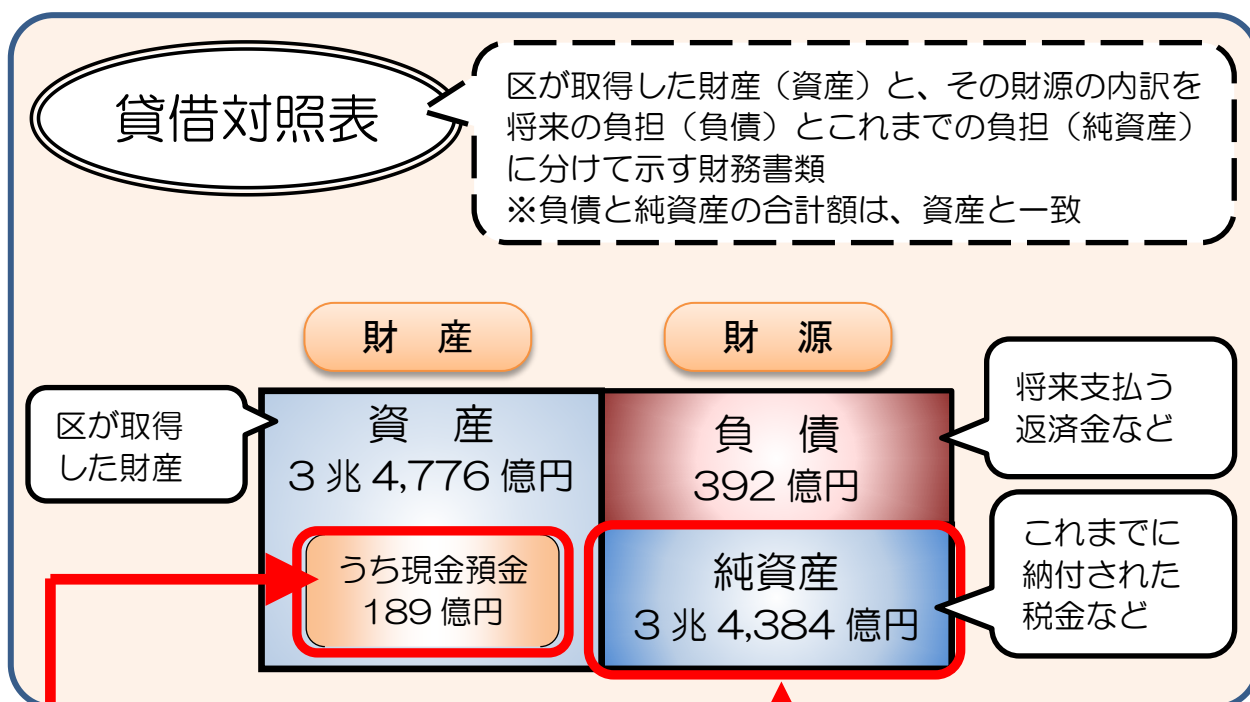 貸借対照表
区が取得した財産（資産）と、その財源の内訳を
将来の負担（負債）とこれまでの負担（純資産）
に分けて示す財務書類
※負債と純資産の合計額は、資産と一致
財　産
財　源
区が取得
した財産
資　産
3 兆 4,776 億円
うち現金預金
189 億円
負　債
392 億円
将来支払う
返済金など
純資産
3 兆 4,384 億円
これまでに
納付された
税金など